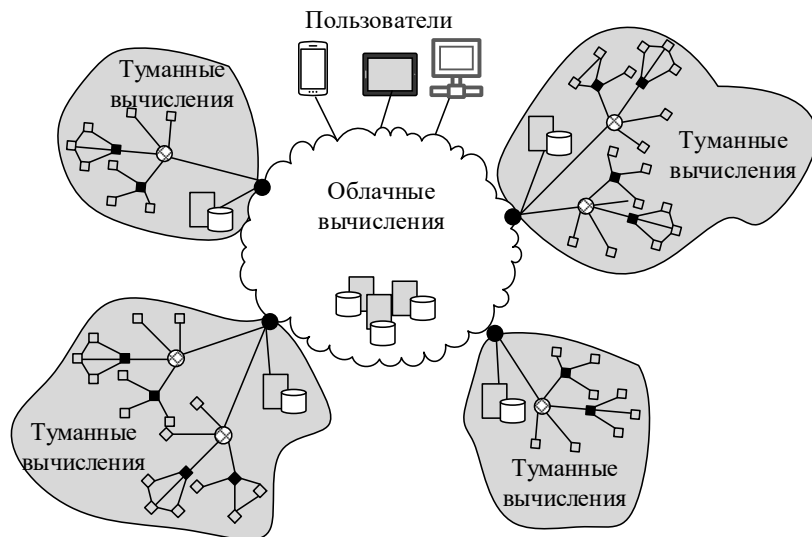 Пользователи
Туманные
вычисления
Туманные
вычисления
Облачные
вычисления
Туманные
вычисления
Туманные
вычисления